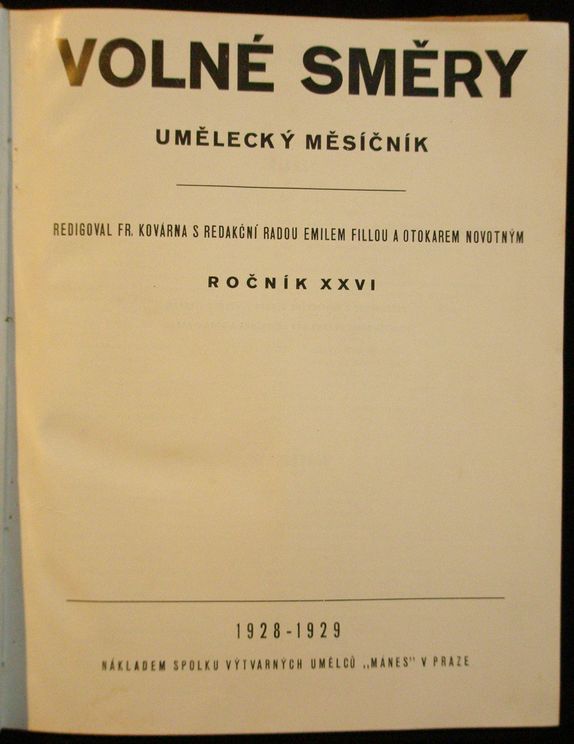 VOLNÉ SMĚRY
UMĚLECKÝ MĚSÍČNÍK
REDIGOVAL FR. KOVÁRNA S REDAKČNÍ RADOU EMILEM FILLOU A OTOKAREM NOVOTNÝM
ROČNÍK XXVI
1928-1929
NÁKLADEM SPOLKU VÝTVARNÝCH UMĚLCŮ „MÁNES" V PRAZE